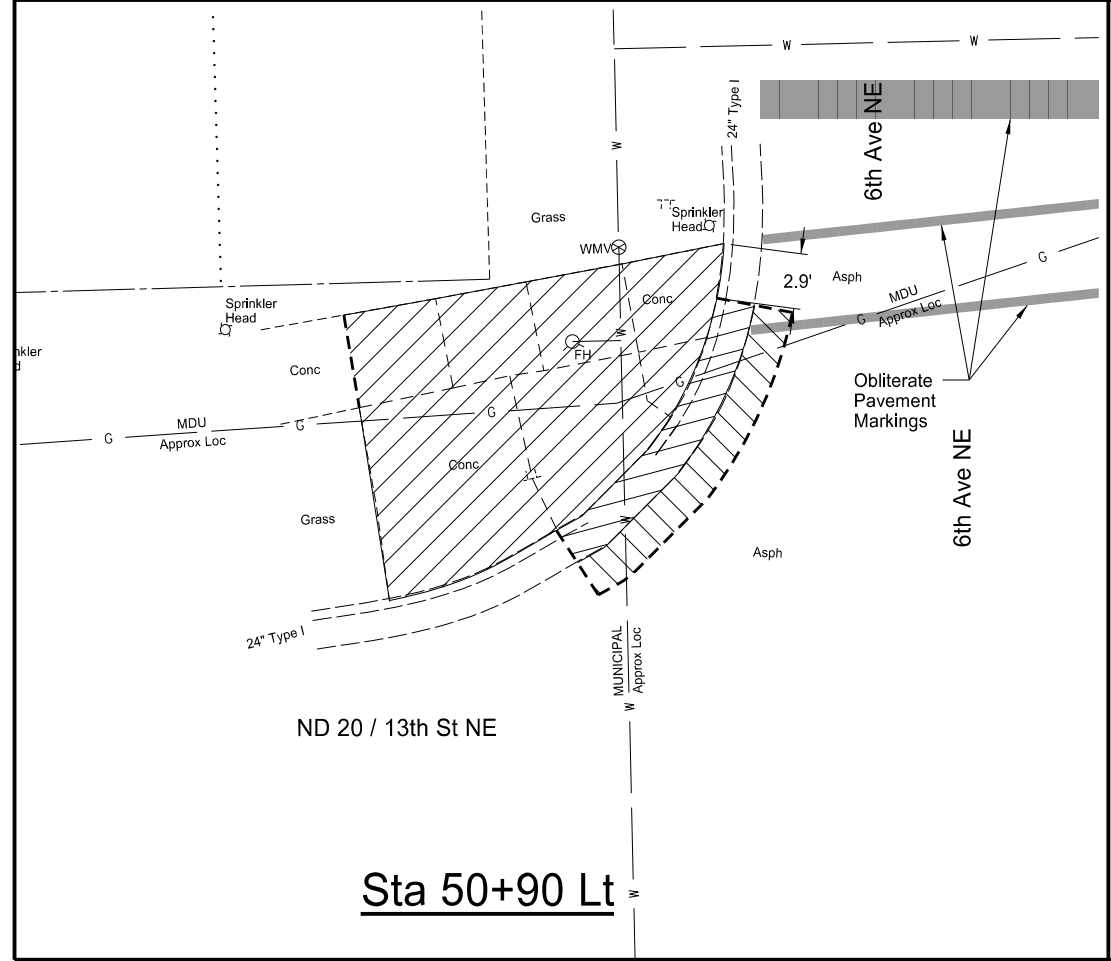 W
W
24" Type I
6th Ave NE
W
Grass
Sprinkler
Head
WMV
Asph
G
2.9'
MDU
Approx Loc
G
Sprinkler
Head
Conc
W
FH
nkler
d
Conc
G
Obliterate
Pavement
Markings
MDU
Approx Loc
G
G
G
Conc
6th Ave NE
Grass
W
Asph
24" Type I
MUNICIPAL
Approx Loc
W
ND 20 / 13th St NE
Sta 50+90 Lt
W